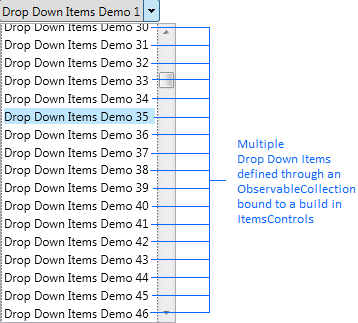 Drop Down Items Demo 1
Drop Down Items Demo 30
Drop Down Items Demo 31
Drop Down Items Demo 32
Drop Down Items Demo 33
Drop Down Items Demo 34
Drop Down Items Demo 35
Drop Down Items Demo 36
Drop Down Items Demo 37
Drop Down Items Demo 38
Drop Down Items Demo 39
Drop Down Items Demo 40
Drop Down Items Demo 41
Drop Down Items Demo 42
Drop Down Items Demo 43
Drop Down Items Demo 44
Drop Down Items Demo 45
Drop Down Items Demo 46
Multiple
Drop Down Items
defined through an
ObservableCollection
bound to a build in
ItemsControls